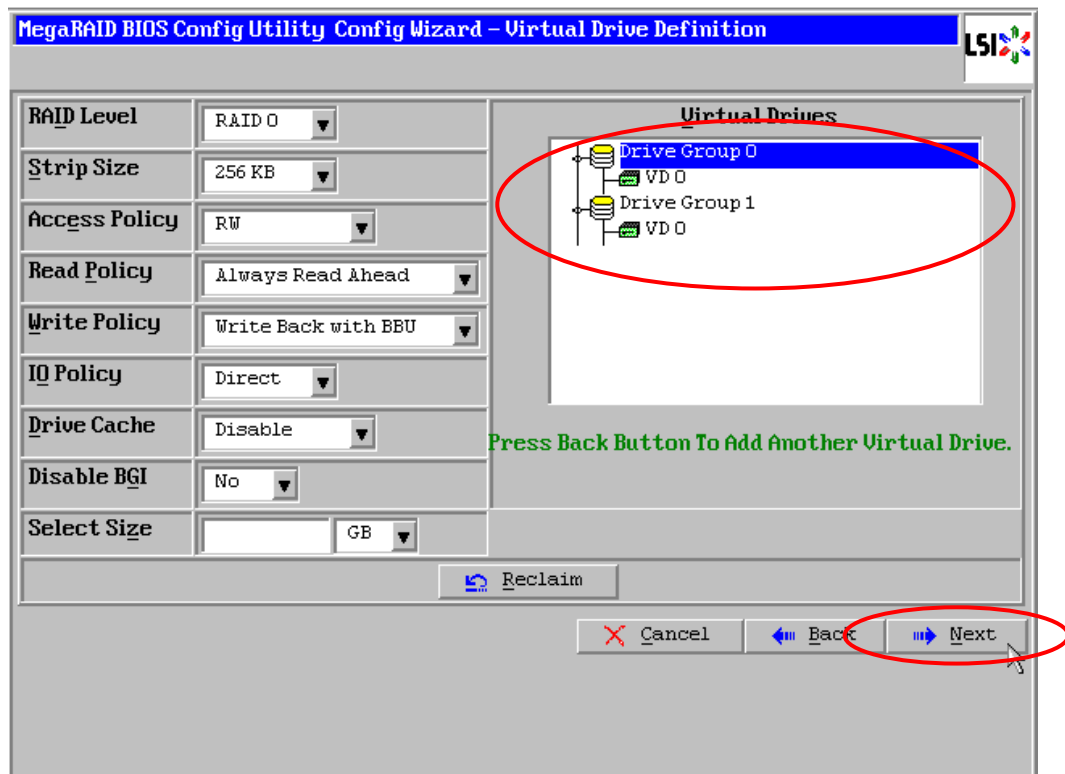 MegaRAID BIOS Config Utility Config Wizard – Virtual Drive Definition
LSI
RAID Level
RAID 0
Strip Size
256 KB
Access Policy
RW
Read Policy
Always Read Ahead
Write Policy
Write Back with BBU
IO Policy
Direct
Drive Cache
Disable
Disable BGI
No
Select Size
GB
Virtual Drives
Drive Group 0
VD 0
Drive Group 1
VD 0
Press Back Button To Add Another Virtual Drive.
Reclaim
Cancel
Back
Next